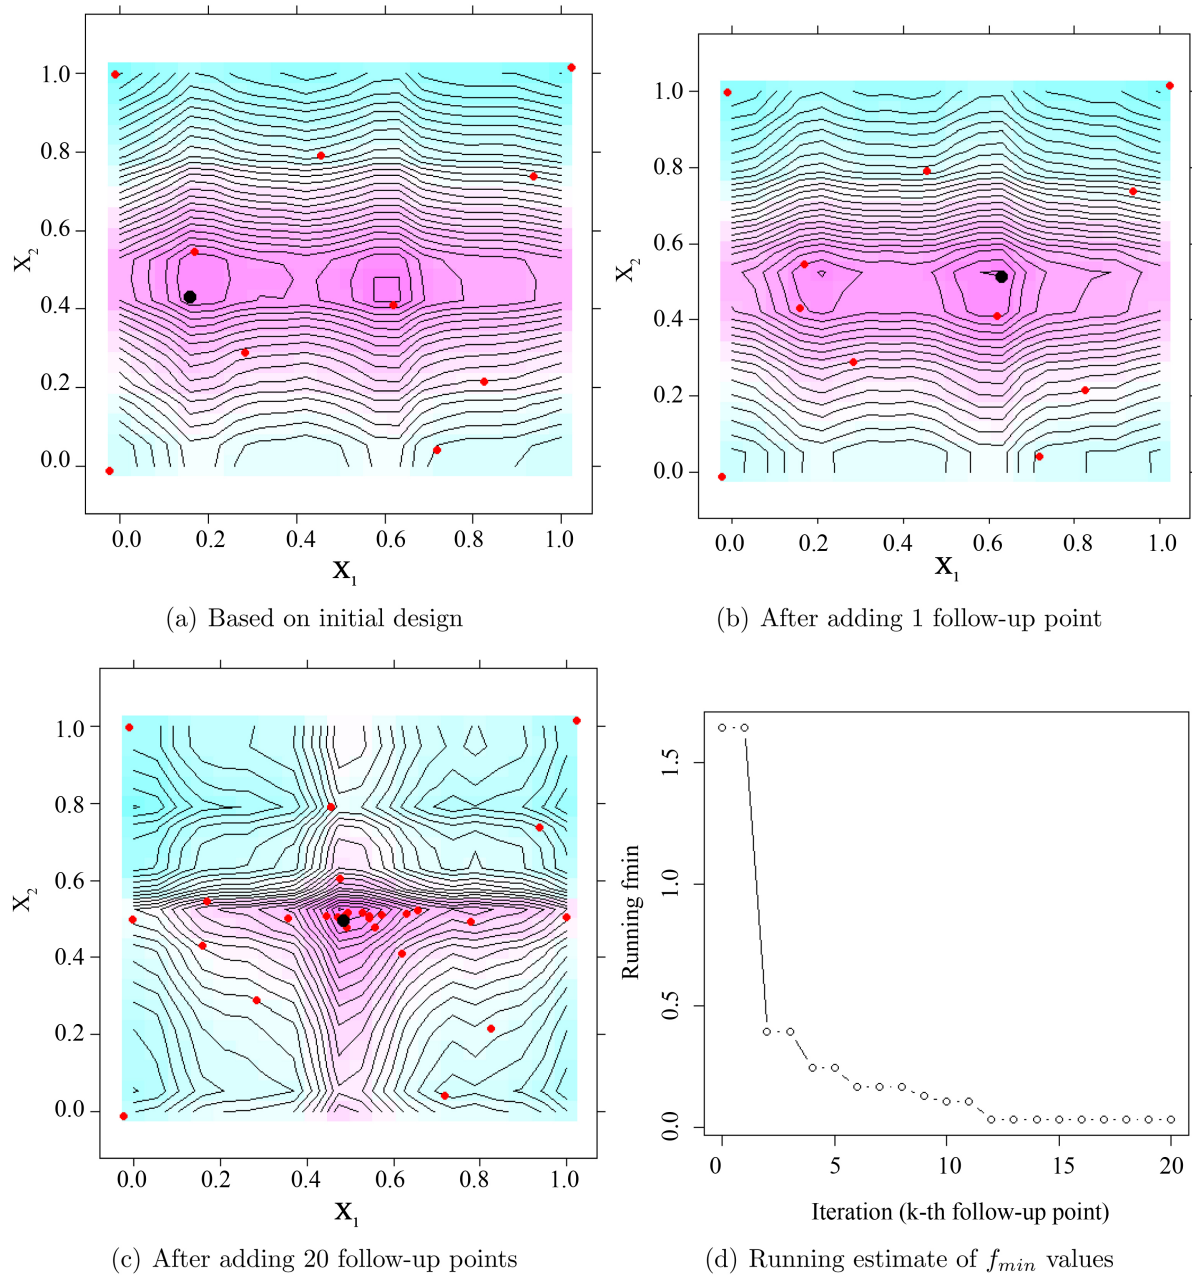 1.0
0.8
0.6
0.4
0.2
0.0
X2
0.0 0.2 0.4 0.6 0.8 1.0
X1
(a) Based on initial design
1.0
0.8
0.6
0.4
0.2
0.0
X2
0.0 0.2 0.4 0.6 0.8 1.0
X1
(b) After adding 1 follow-up point
1.0
0.8
0.6
0.4
0.2
0.0
X2
0.0 0.2 0.4 0.6 0.8 1.0
X1
(c) After adding 20 follow-up points
1.5
1.0
0.5
0.0
Running fmin
0 5 10 15 20
Iteration (k-th follow-up point)
(d) Running estimate of fmin values